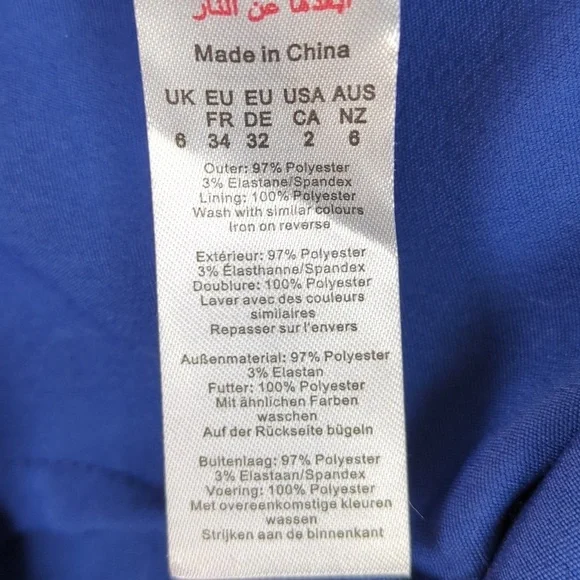 أبعدها عن النار
Made in China
UK EU EU USA AUS
FR DE CA NZ
6 34 32 2 6
Outer: 97% Polyester
3% Elastane/Spandex
Lining: 100% Polyester
Wash with similar colours
Iron on reverse
Extérieur: 97% Polyester
3% Élasthanne/Spandex
Doublure: 100% Polyester
Laver avec des couleurs
similaires
Repasser sur l'envers
Außenmaterial: 97% Polyester
3% Elastan
Futter: 100% Polyester
Mit ähnlichen Farben
waschen
Auf der Rückseite bügeln
Buitenlaag: 97% Polyester
3% Elastaan/Spandex
Voering: 100% Polyester
Met overeenkomstige kleuren
wassen
Strijken aan de binnenkant